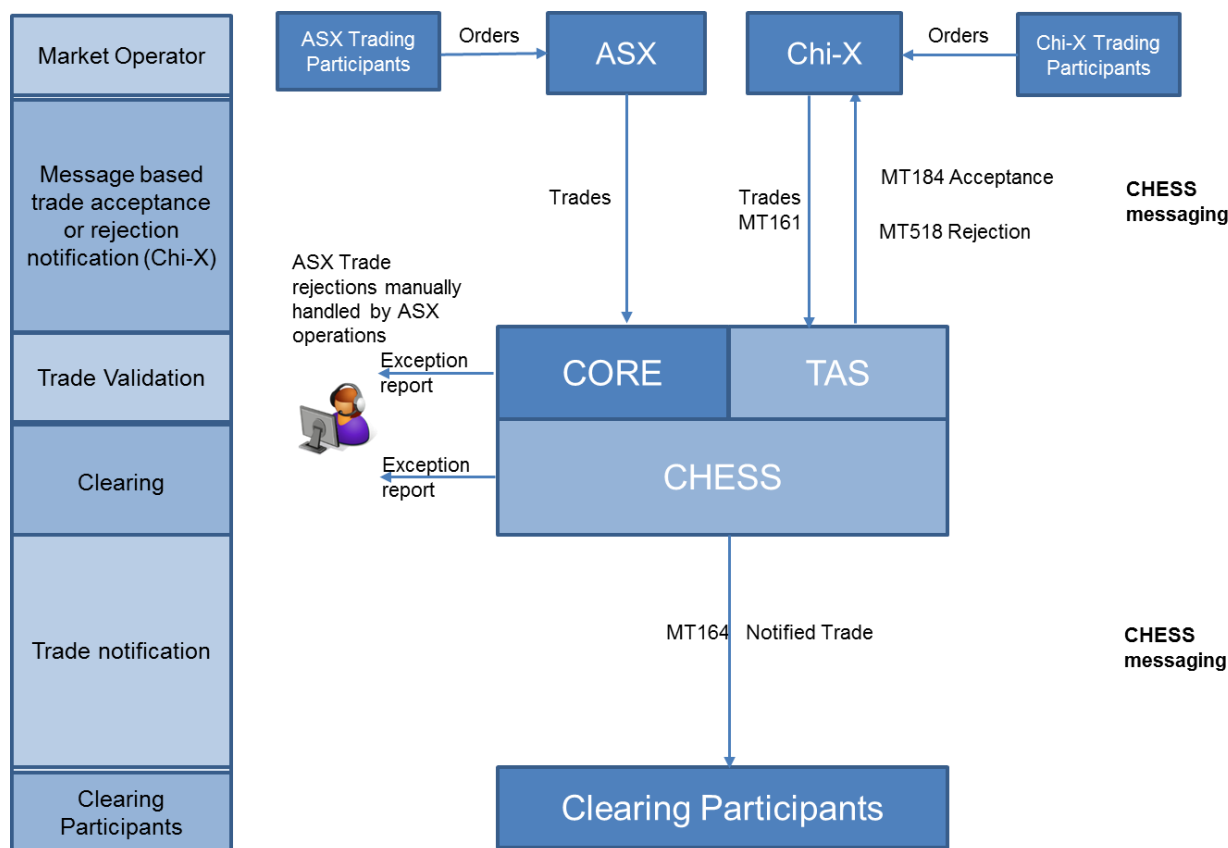 Market Operator
ASX Trading
Participants
Orders
ASX
Chi-X
Orders
Chi-X Trading
Participants
Message based
trade acceptance
or rejection
notification (Chi-X)
Trades
Trades
MT161
MT184 Acceptance
MT518 Rejection
CHESS
messaging
ASX Trade
rejections manually
handled by ASX
operations
Trade Validation
Exception
report
CORE
TAS
Clearing
Exception
report
CHESS
Trade notification
MT164 Notified Trade
CHESS
messaging
Clearing
Participants
Clearing Participants